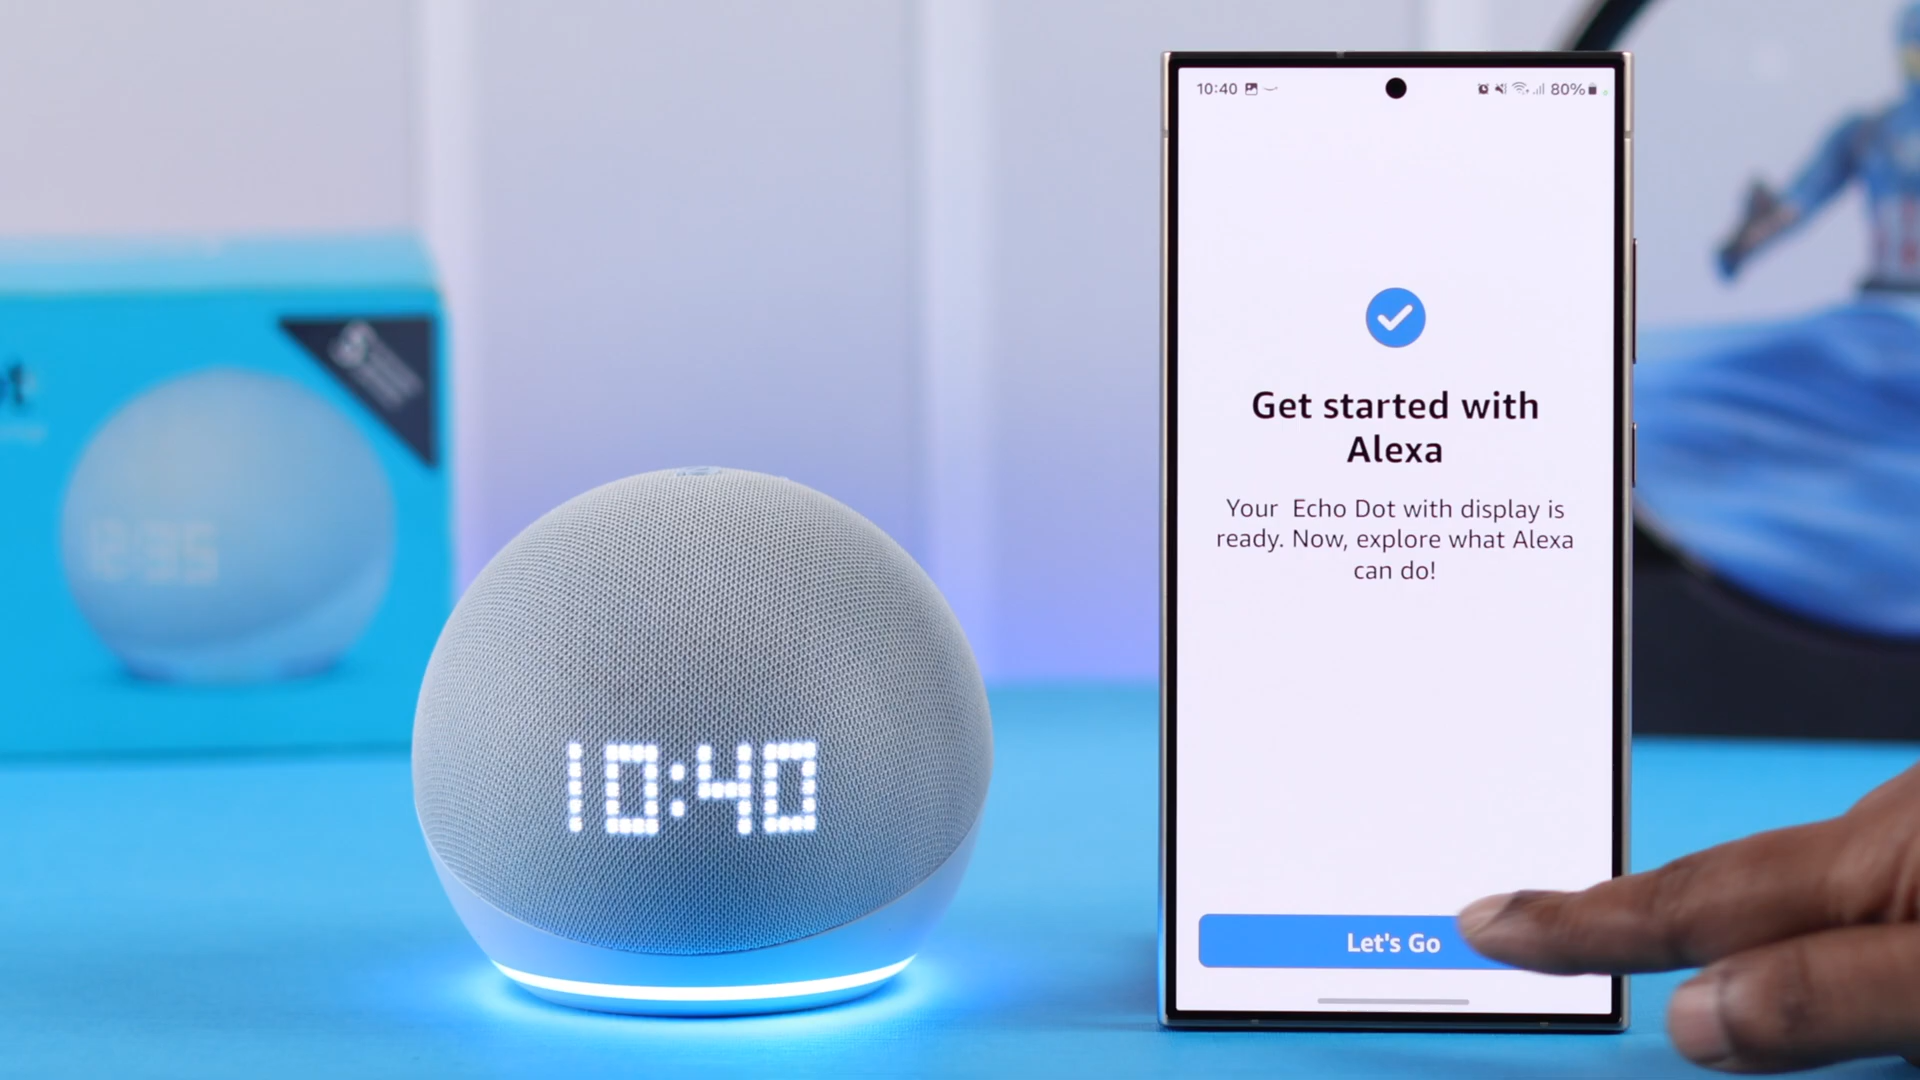 10:40
80%
Get started with
Alexa
Your Echo Dot with display is
ready. Now, explore what Alexa
can do!
Let's Go
10:40
12:35
5